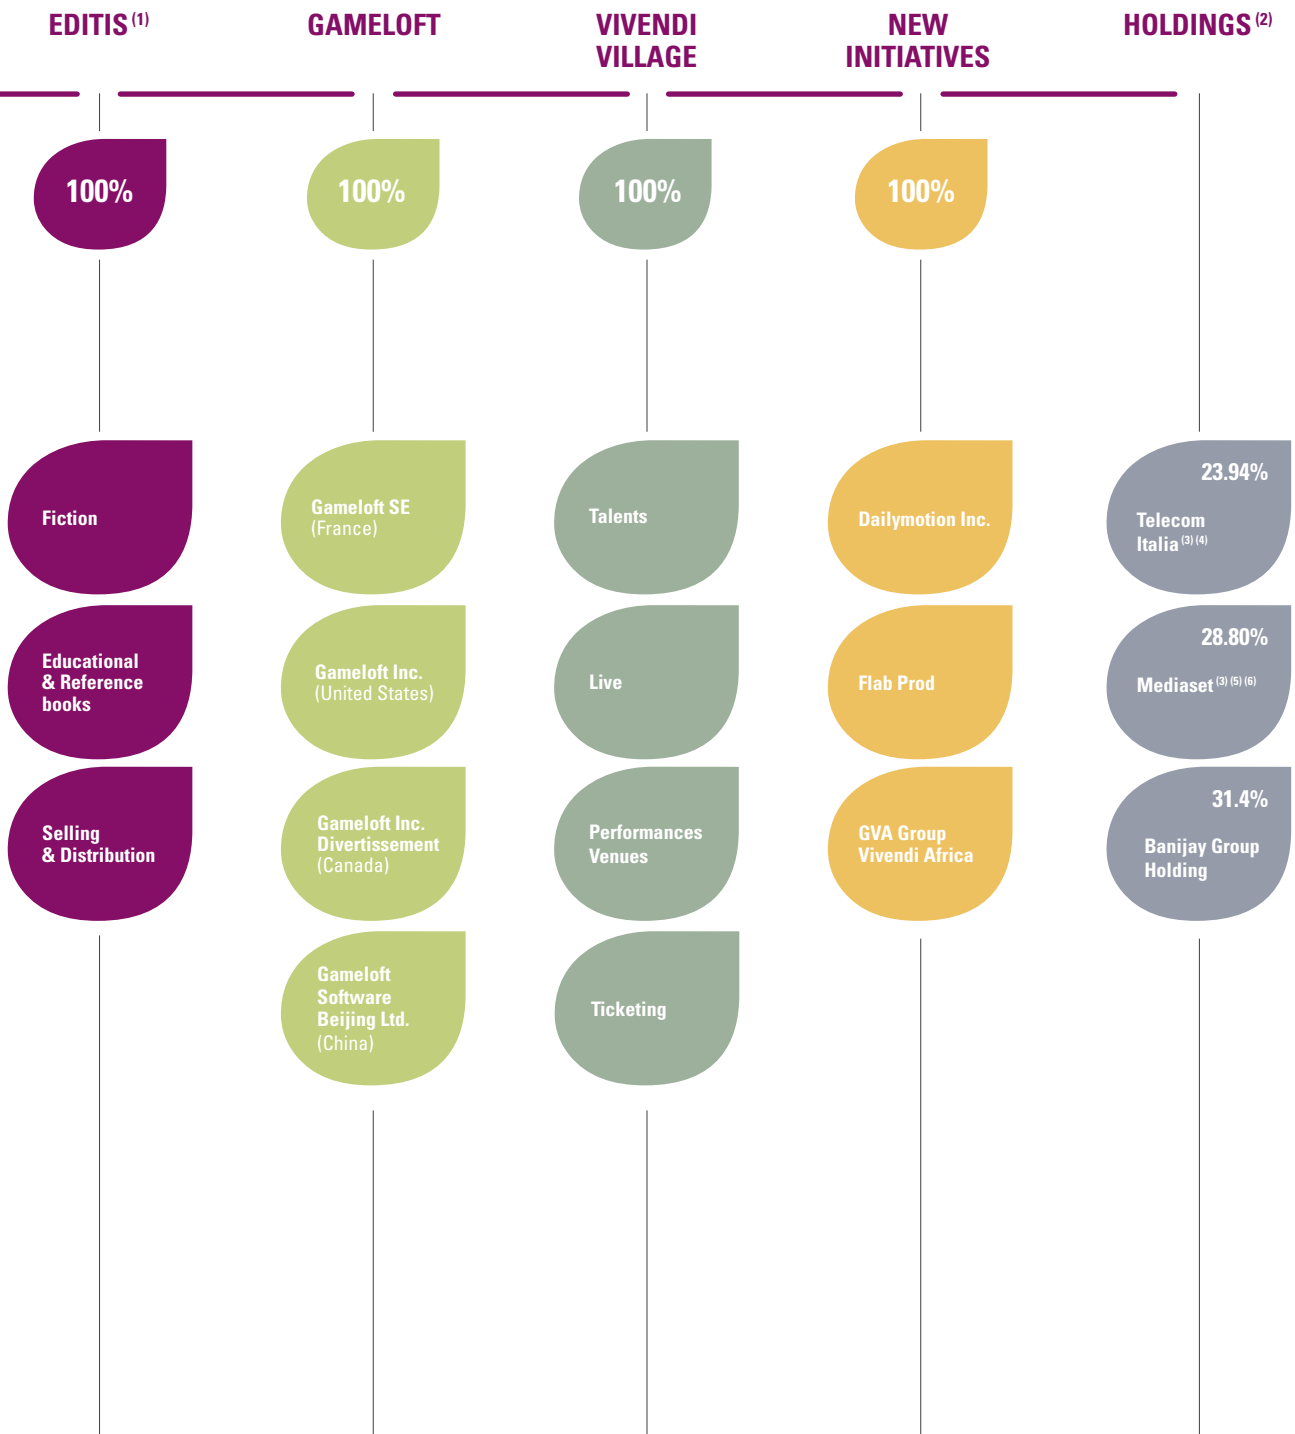 EDITIS (1)
GAMELOFT
VIVENDI
VILLAGE
NEW
INITIATIVES
HOLDINGS (2)
100%
100%
100%
100%
Fiction
Educational
& Reference
books
Selling
& Distribution
Gameloft SE
(France)
Gameloft Inc.
(United States)
Gameloft Inc.
Divertissement
(Canada)
Gameloft
Software
Beijing Ltd.
(China)
Talents
Live
Performances
Venues
Ticketing
Dailymotion Inc.
Flab Prod
GVA Group
Vivendi Africa
23.94%
Telecom
Italia (3) (4)
28.80%
Mediaset (3) (5) (6)
31.4%
Banijay Group
Holding